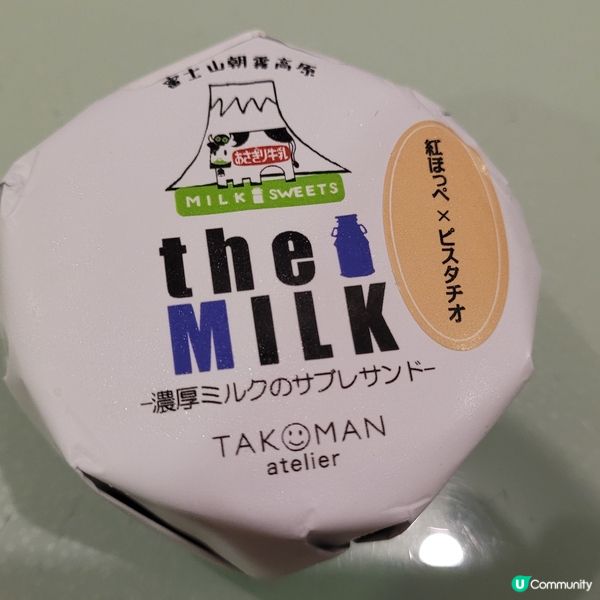 富士山朝霧高原
あさぎり牛乳
MILK SWEETS
紅ほっぺ×ピスタチオ
the
MILK
-濃厚ミルクのサブレサンド-
TAKOMAN
atelier
U Community